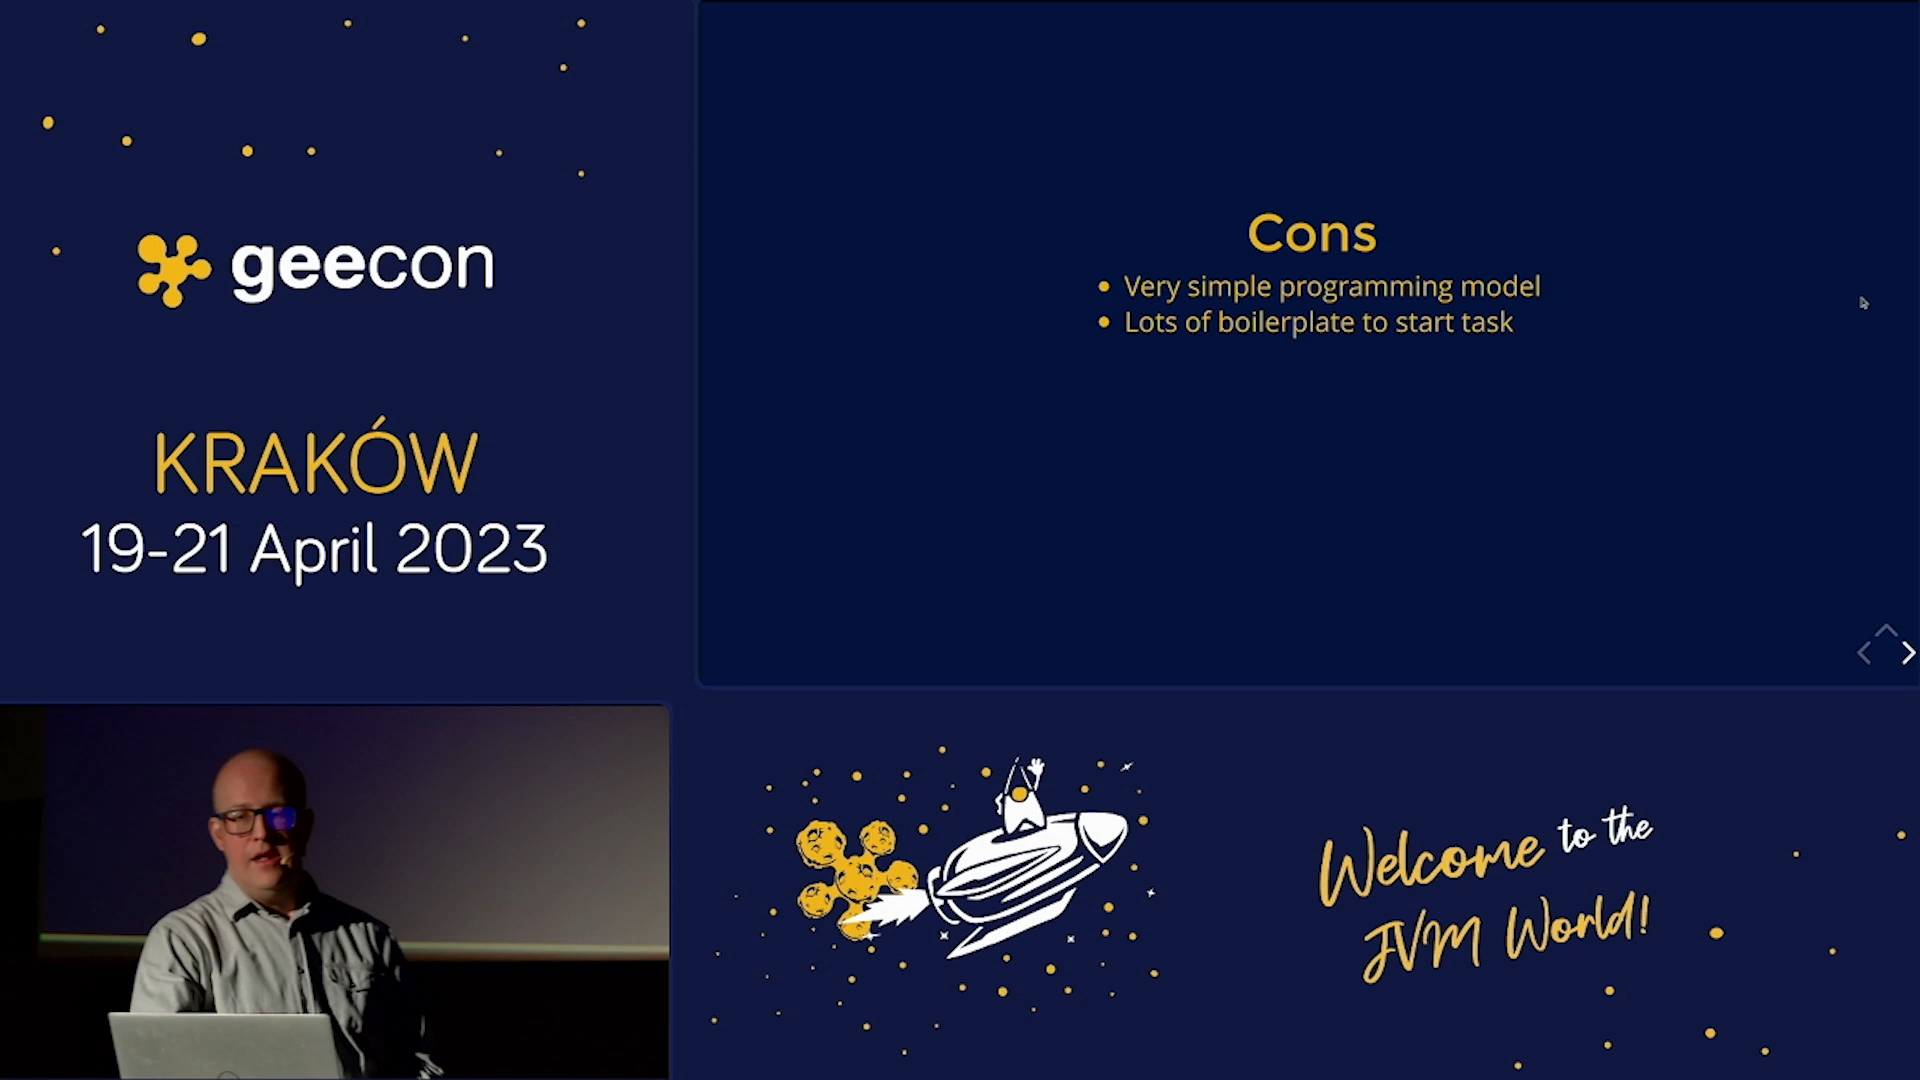 geecon
KRAKÓW
19-21 April 2023
Cons
Very simple programming model
Lots of boilerplate to start task
Welcome to the
JVM World!